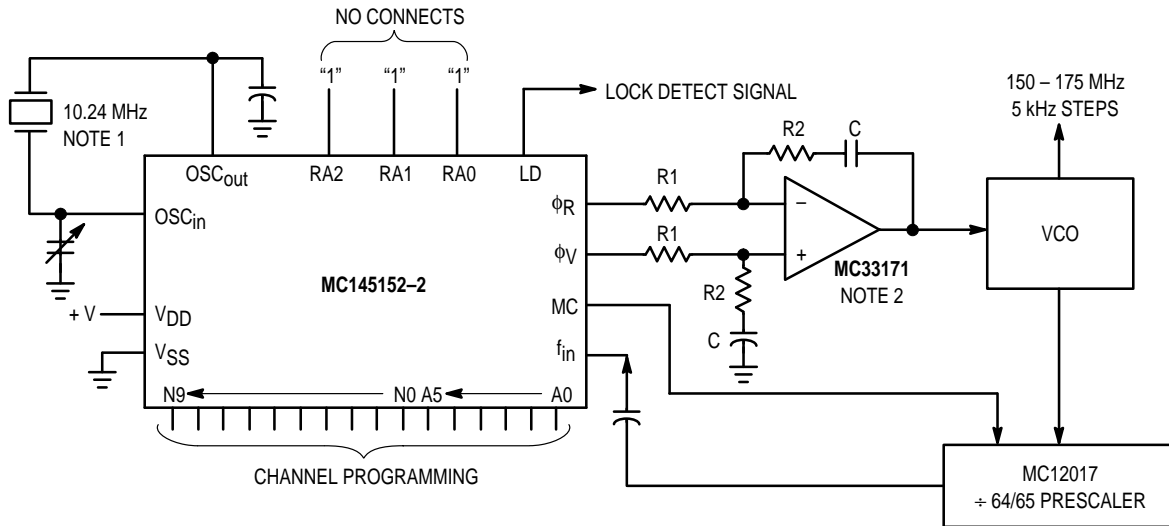 NO CONNECTS
“1” “1” “1”
10.24 MHz
NOTE 1
LOCK DETECT SIGNAL
150 – 175 MHz
5 kHz STEPS
OSCout RA2 RA1 RA0 LD
R2 C
R1
OSCin
ϕR
–
VCO
R1
ϕV
+
MC145152–2
MC33171
NOTE 2
R2
MC
+ V
VDD
C
fin
VSS
N9 N0 A5 A0
CHANNEL PROGRAMMING
MC12017
÷ 64/65 PRESCALER